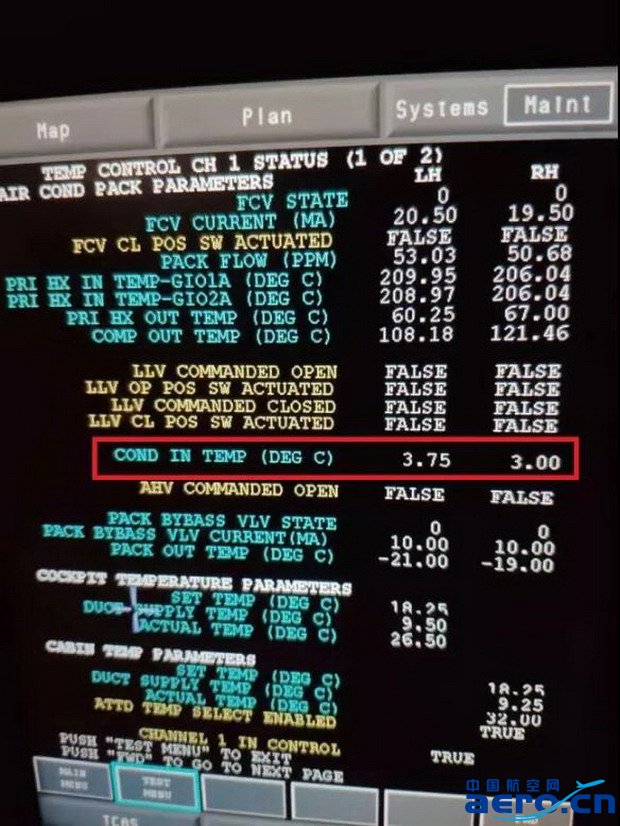 Map Plan Systems Maint
TEMP CONTROL CH 1 STATUS (1 OF 2)
AIR COND PACK PARAMETERS LH RH
FCV STATE 0 0
FCV CURRENT (MA) 20.50 19.50
FCV CL POS SW ACTUATED FALSE FALSE
PACK FLOW (PPM) 53.03 50.68
PRI HX IN TEMP-GIO1A (DEG C) 209.95 206.04
PRI HX IN TEMP-GIO2A (DEG C) 208.97 206.04
PRI HX OUT TEMP (DEG C) 60.25 67.00
COMP OUT TEMP (DEG C) 108.18 121.46
LLV COMMANDED OPEN FALSE FALSE
LLV OP POS SW ACTUATED FALSE FALSE
LLV COMMANDED CLOSED FALSE FALSE
LLV CL POS SW ACTUATED FALSE FALSE
COND IN TEMP (DEG C) 3.75 3.00
AHV COMMANDED OPEN FALSE FALSE
PACK BYBASS VLV STATE 0 0
PACK BYBASS VLV CURRENT(MA) 10.00 10.00
PACK OUT TEMP (DEG C) -21.00 -19.00
COCKPIT TEMPERATURE PARAMETERS
SET TEMP (DEG C) 18.25
DUCT SUPPLY TEMP (DEG C) 9.50
ACTUAL TEMP (DEG C) 26.50
CABIN TEMP PARAMETERS
SET TEMP (DEG C) 18.25
DUCT SUPPLY TEMP (DEG C) 9.25
ACTUAL TEMP (DEG C) 32.00
ATTD TEMP SELECT ENABLED TRUE
CHANNEL 1 IN CONTROL TRUE
PUSH "TEST MENU" TO EXIT
PUSH "FWD" TO GO TO NEXT PAGE
MAIN MENU
TEST MENU
TCAS
中国航空网
aero.cn